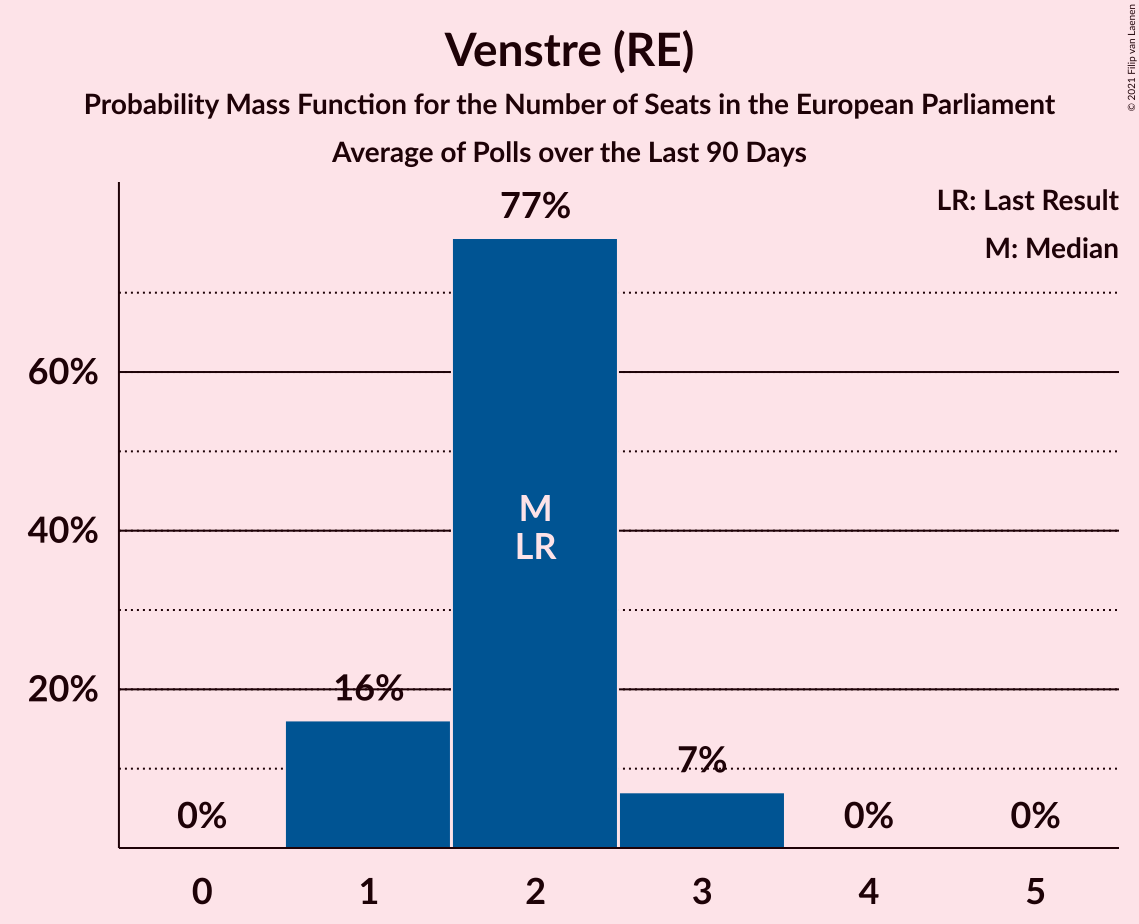 Venstre (RE)
Probability Mass Function for the Number of Seats in the European Parliament
Average of Polls over the Last 90 Days
© 2021 Filip van Laenen
LR: Last Result
M: Median
77%
60%
40%
20%
M
LR
16%
7%
0%
0%
0%
0
1
2
3
4
5